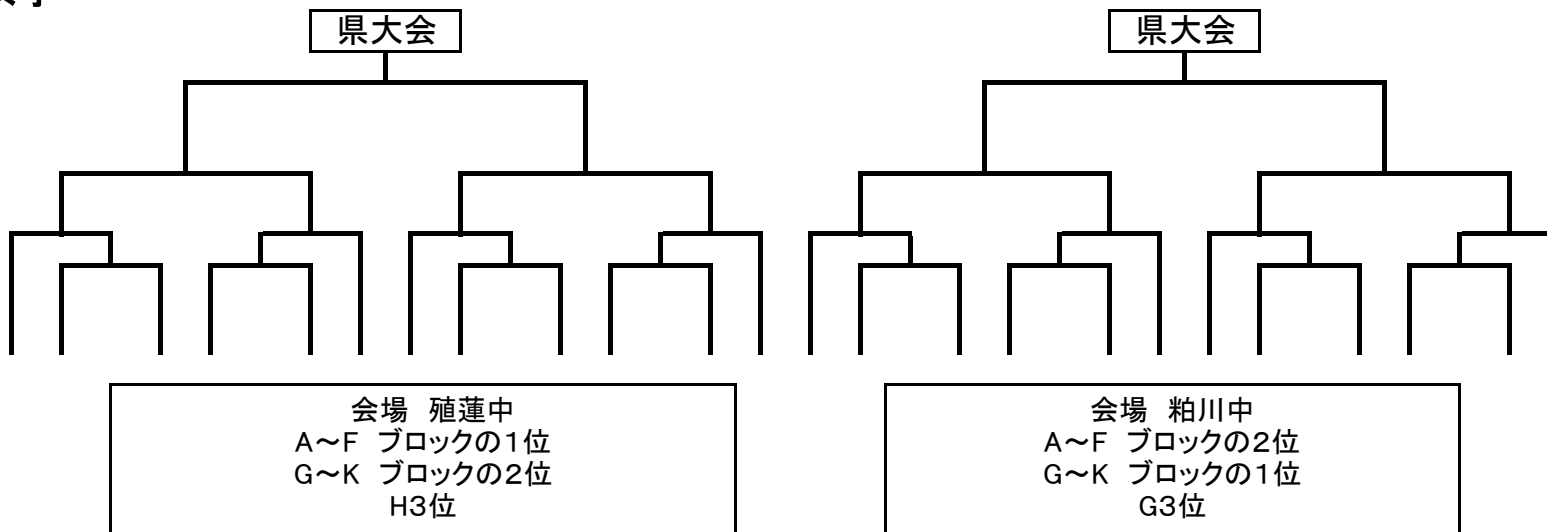 県大会
県大会
会場 殖蓮中
A～F ブロックの1位
G～K ブロックの2位
H3位
会場 粕川中
A～F ブロックの2位
G～K ブロックの1位
G3位